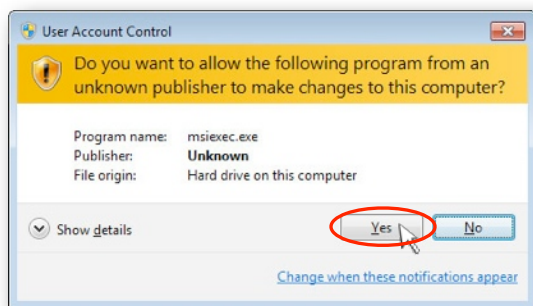 User Account Control
Do you want to allow the following program from an
unknown publisher to make changes to this computer?
Program name: msiexec.exe
Publisher: Unknown
File origin: Hard drive on this computer
Show details
Yes
No
Change when these notifications appear